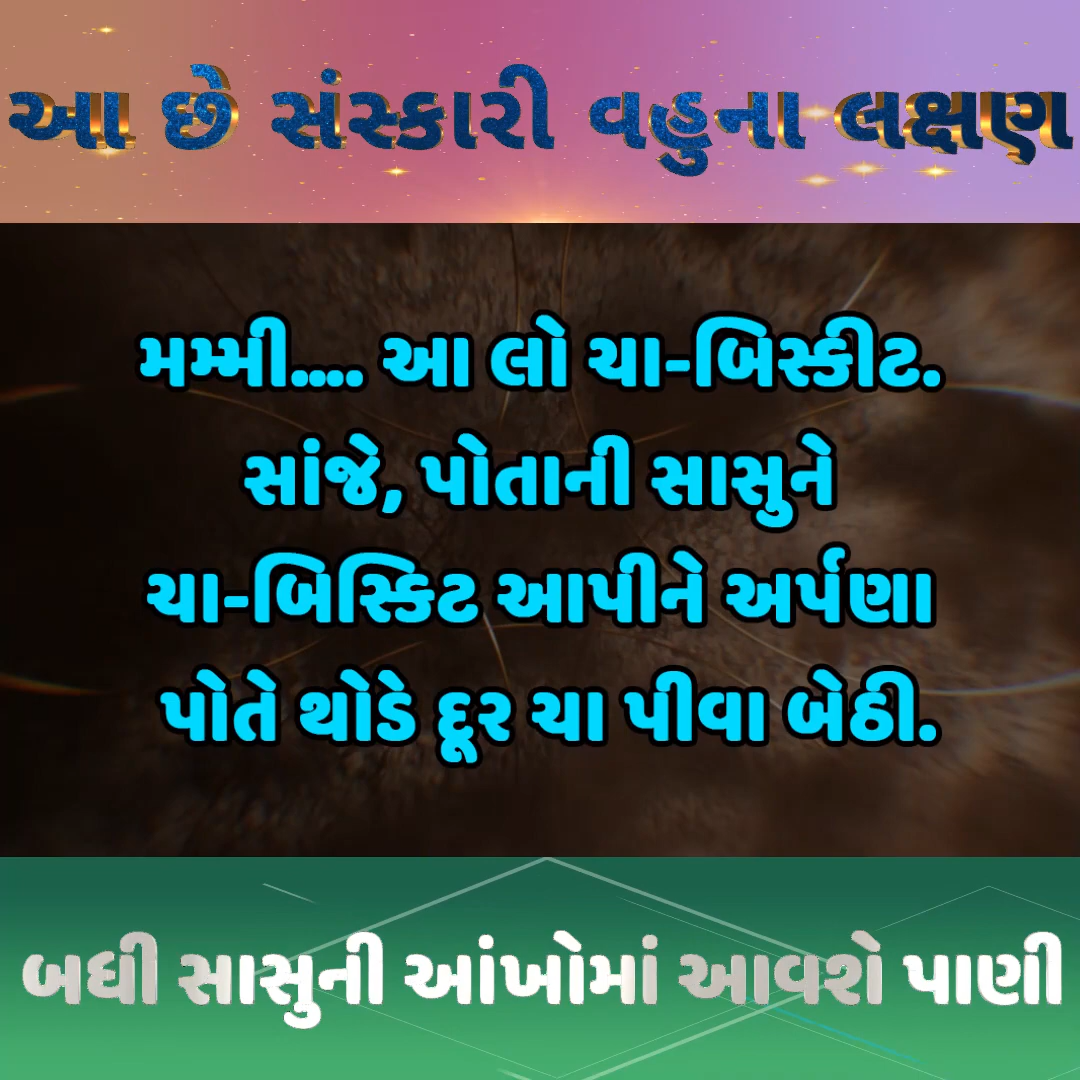 આ છે સંસ્કારી વહુના લક્ષણ
મમ્મી.... આ લો ચા-બિસ્કીટ.
સાંજે, પોતાની સાસુને
ચા-બિસ્કિટ આપીને અર્પણા
પોતે થોડે દૂર ચા પીવા બેઠી.
બધી સાસુની આંખોમાં આવશે પાણી